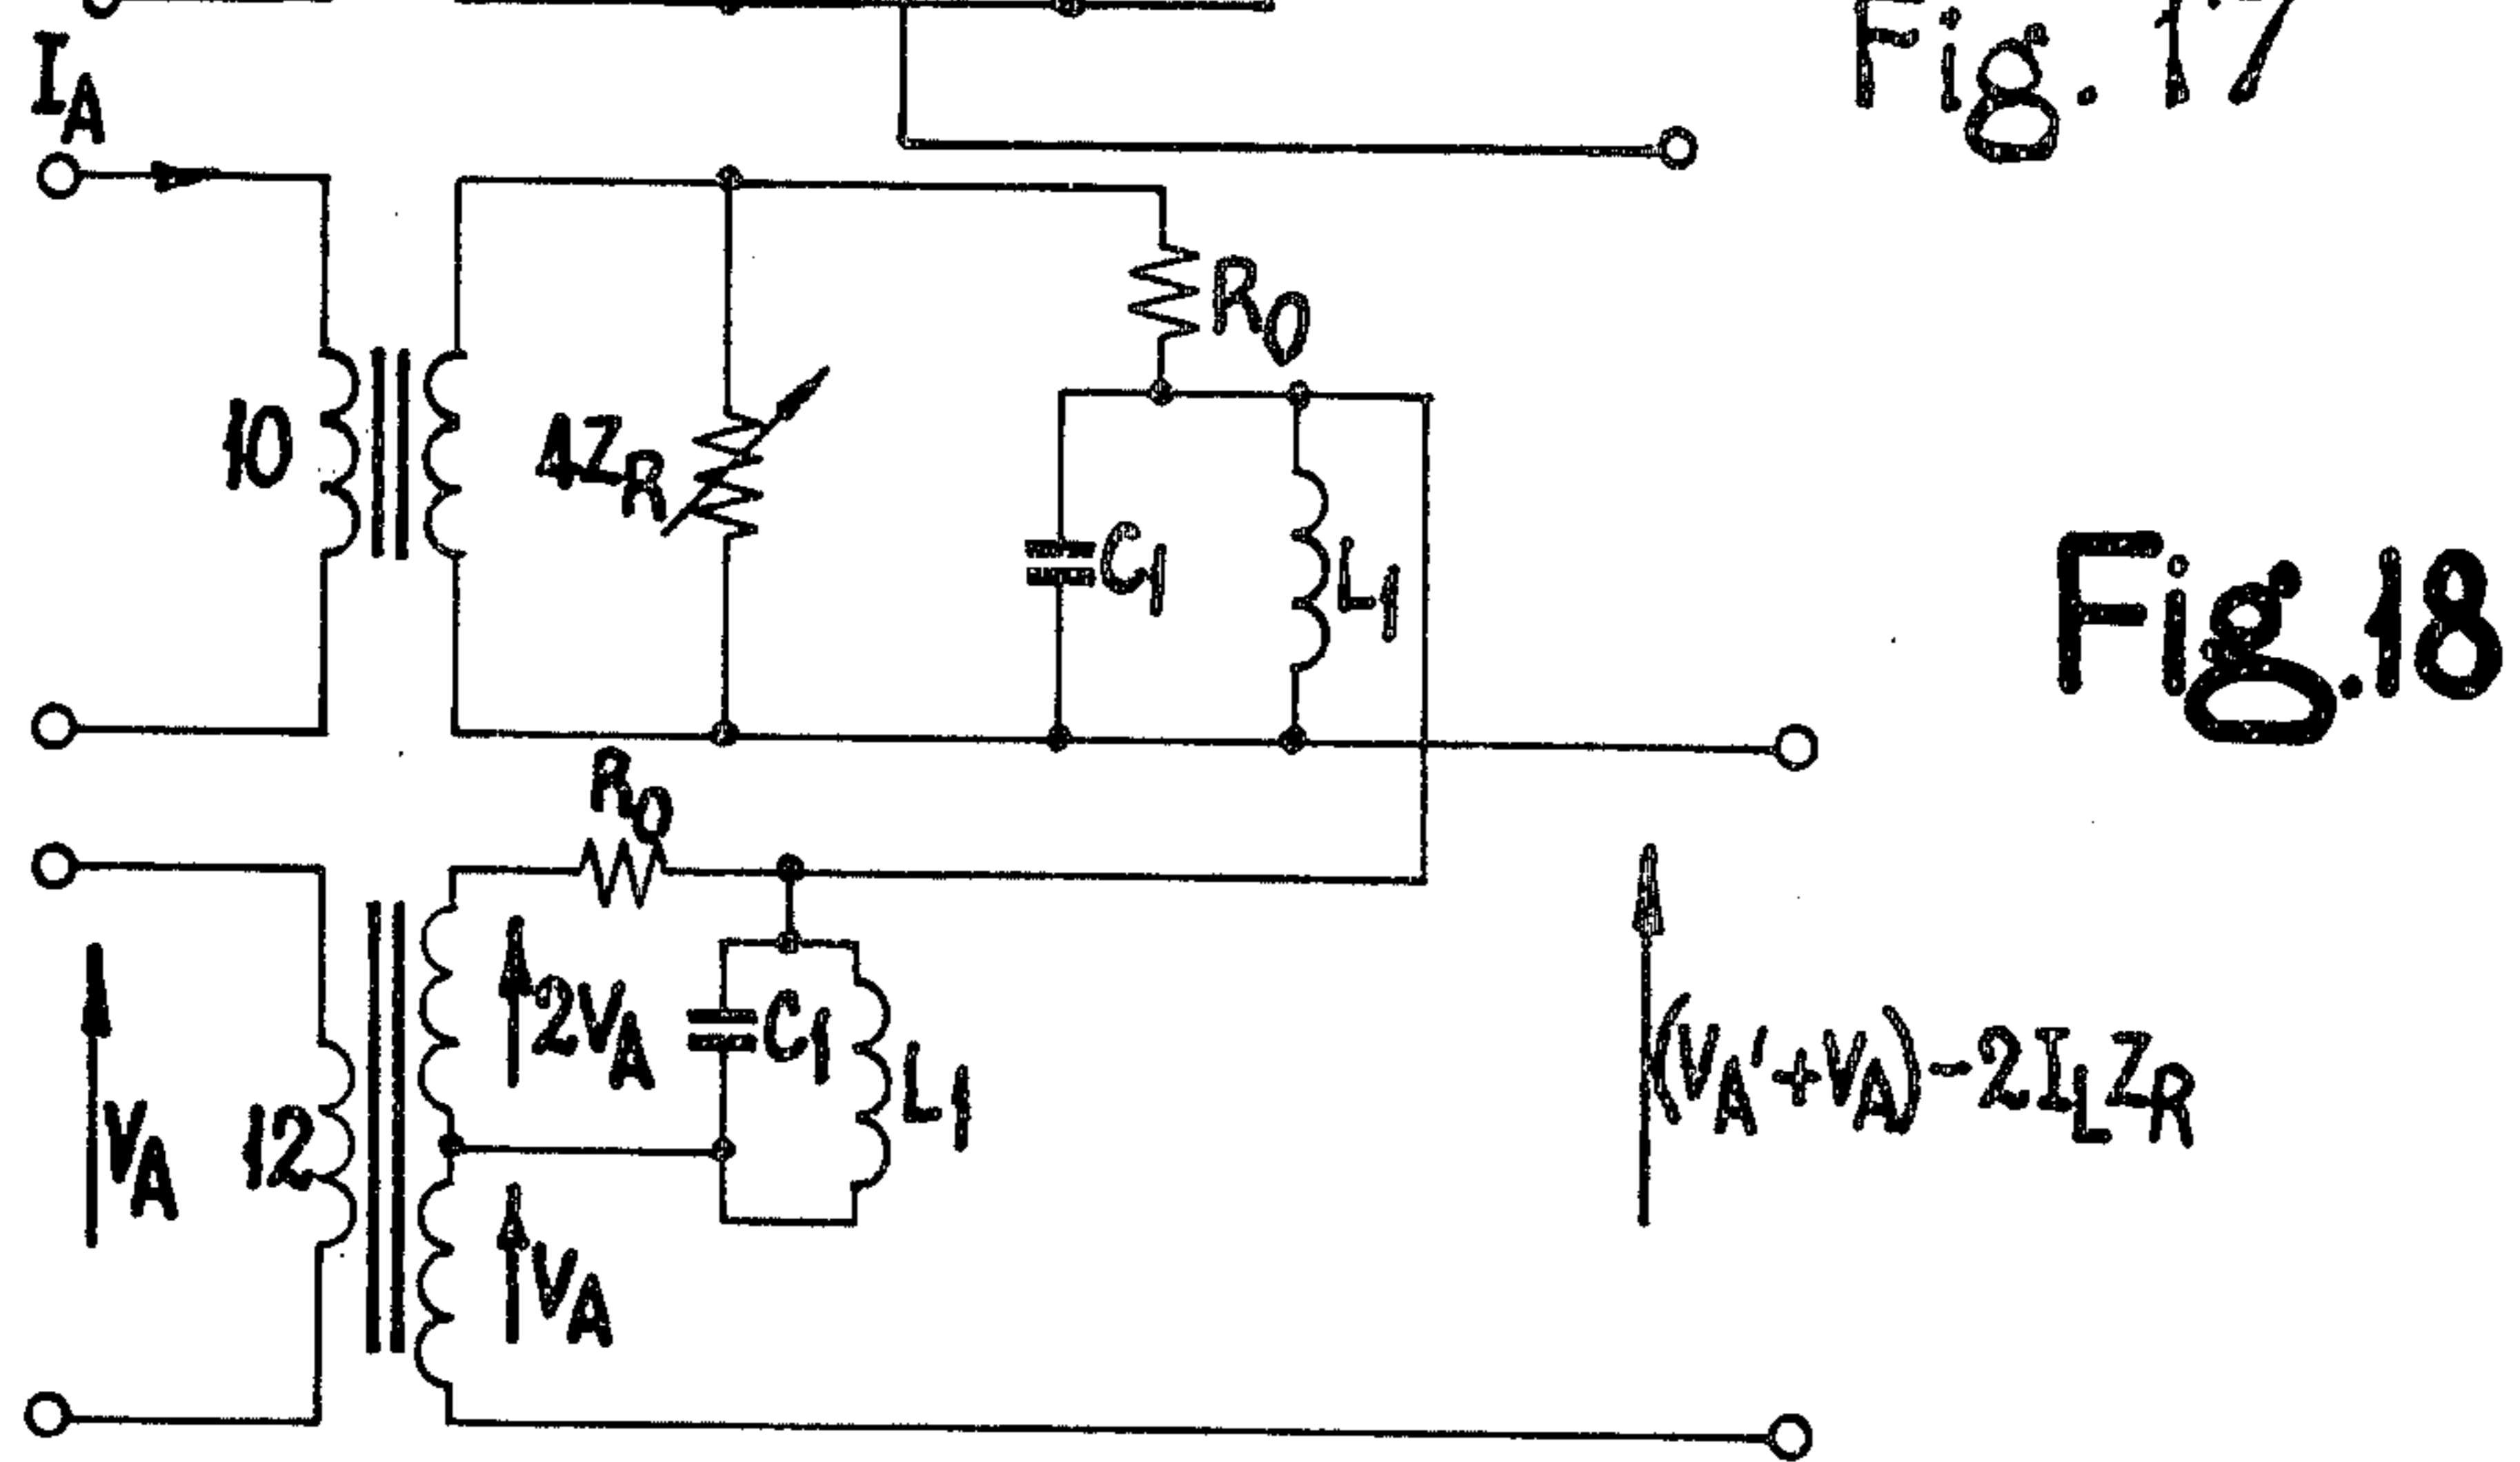 Fig. 17
I_A
R_0
10
4Z_R
C_1
L_1
Fig.18
R_0
2V_A
C_1
L_1
V_A
12
V_A
(V_A'+V_A)-2I_LZ_R